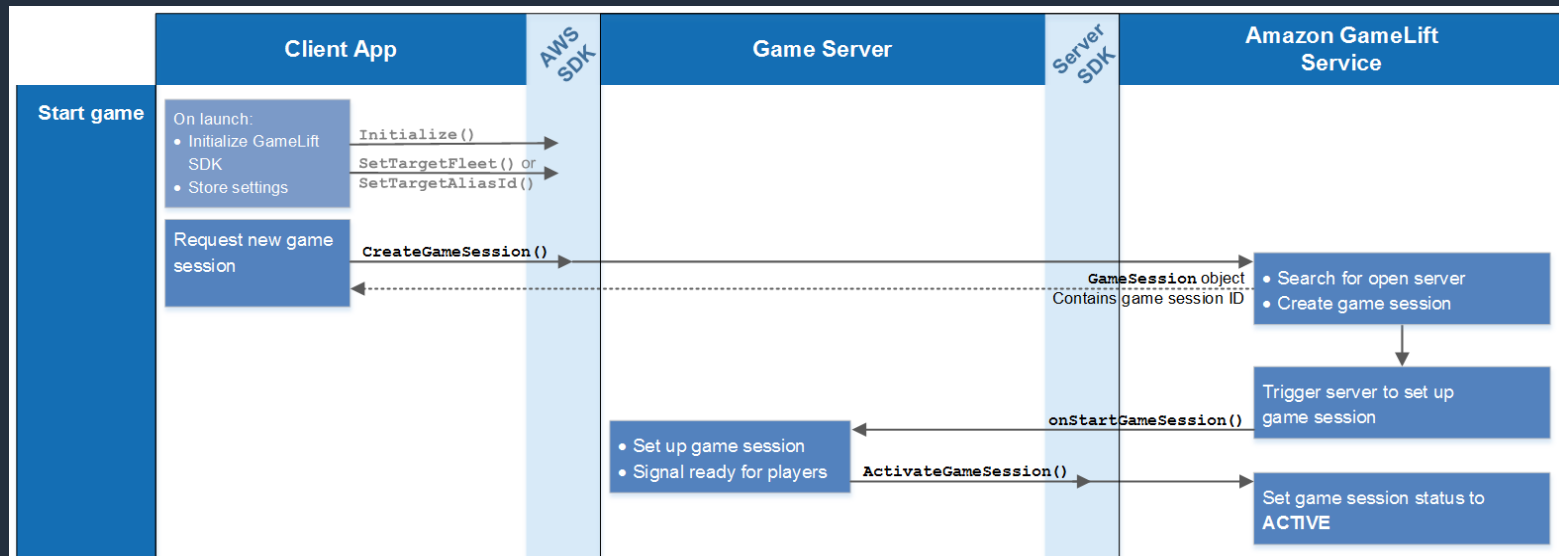 Client App
AWS
SDK
Game Server
Server
SDK
Amazon GameLift
Service
Start game
On launch:
• Initialize GameLift
SDK
• Store settings
Initialize()
SetTargetFleet() or
SetTargetAliasId()
Request new game
session
CreateGameSession()
GameSession object
Contains game session ID
• Search for open server
• Create game session
Trigger server to set up
game session
onStartGameSession()
• Set up game session
• Signal ready for players
ActivateGameSession()
Set game session status to
ACTIVE